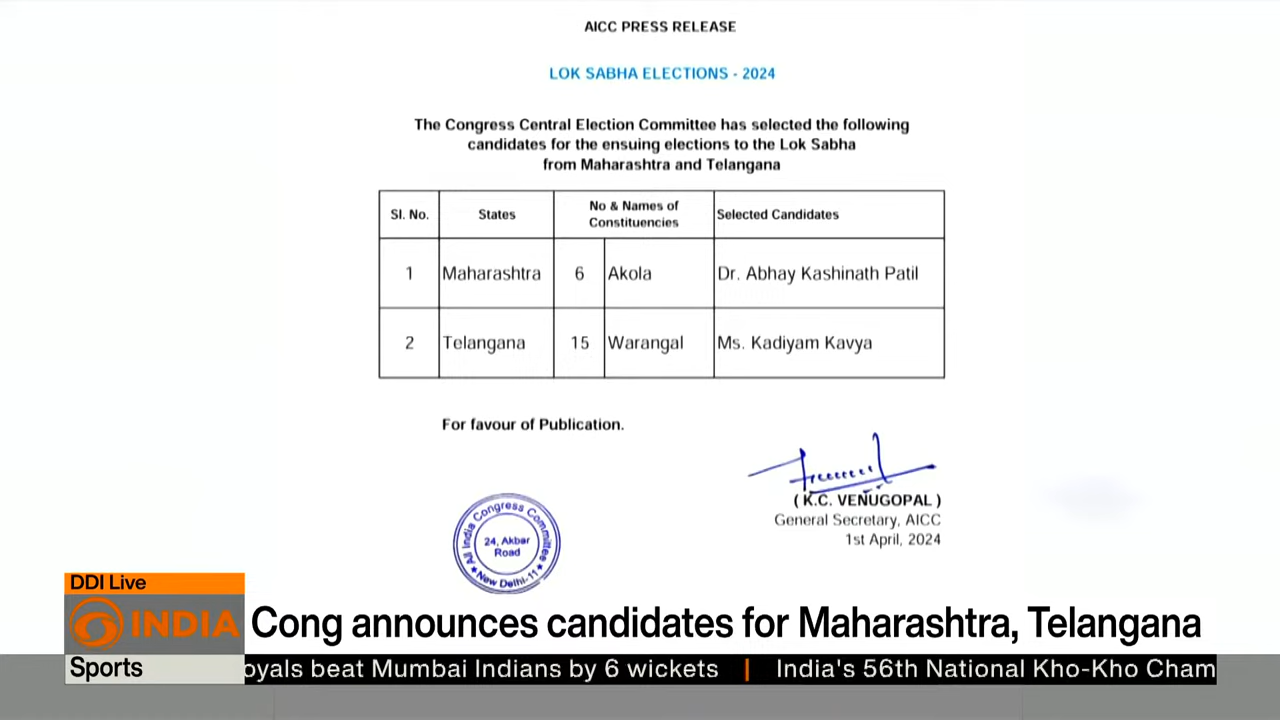 AICC PRESS RELEASE
LOK SABHA ELECTIONS - 2024
The Congress Central Election Committee has selected the following
candidates for the ensuing elections to the Lok Sabha
from Maharashtra and Telangana
Sl. No. States No & Names of Constituencies Selected Candidates
1 Maharashtra 6 Akola Dr. Abhay Kashinath Patil
2 Telangana 15 Warangal Ms. Kadiyam Kavya
For favour of Publication.
( K.C. VENUGOPAL )
General Secretary, AICC
1st April, 2024
All India Congress Committee
24, Akbar
Road
New Delhi-11
DDI Live
INDIA
Cong announces candidates for Maharashtra, Telangana
Sports
oyals beat Mumbai Indians by 6 wickets | India's 56th National Kho-Kho Cham